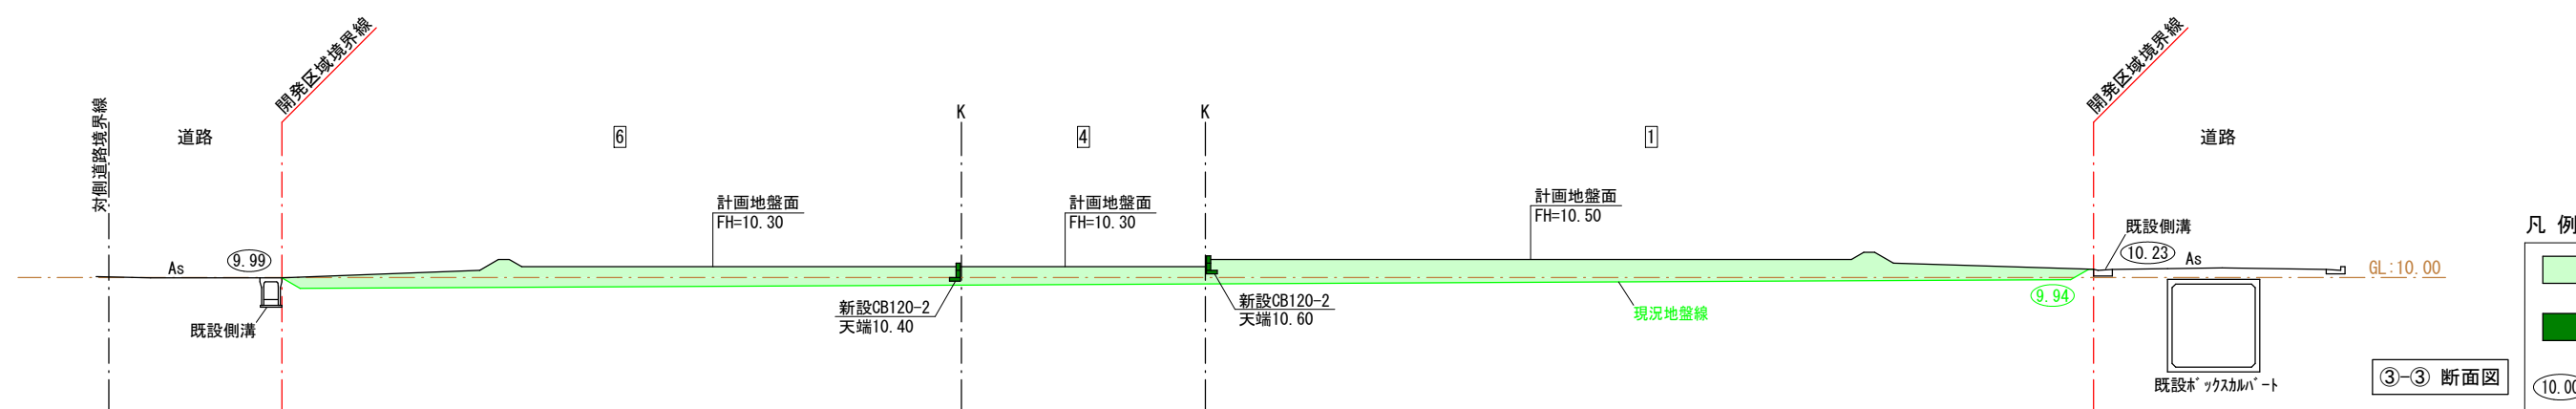 開発区域境界線
開発区域境界線
対側道路境界線
道路
6
K
4
K
1
道路
計画地盤面
FH=10.30
計画地盤面
FH=10.30
計画地盤面
FH=10.50
As
9.99
既設側溝
新設CB120-2
天端10.40
新設CB120-2
天端10.60
現況地盤線
9.94
既設側溝
10.23
As
GL:10.00
既設ﾎﾞｯｸｽｶﾙﾊﾞｰﾄ
③-③ 断面図
凡 例
10.00